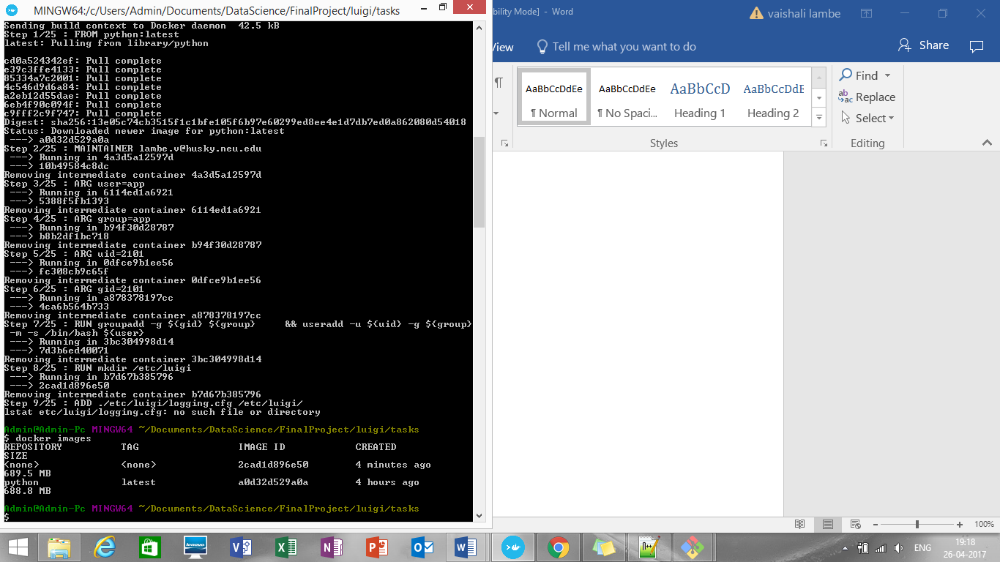 MINGW64:/c/Users/Admin/Documents/DataScience/FinalProject/luigi/tasks
Sending build context to Docker daemon  42.5 kB
Step 1/25 : FROM python:latest
latest: Pulling from library/python
cd0a524342ef: Pull complete
e39c3ffe4133: Pull complete
85334a7c2001: Pull complete
4c546d9d6a84: Pull complete
a2eb12d55dae: Pull complete
6eb4f90c094f: Pull complete
c9fff2c9f747: Pull complete
Digest: sha256:13e05c74cb3515f1c1bfe105f6b97e60299ed8ee4e1d7db7ed0a862080d54018
Status: Downloaded newer image for python:latest
 ---> a0d32d529a0a
Step 2/25 : MAINTAINER lambe.v@husky.neu.edu
 ---> Running in 4a3d5a12597d
 ---> 10b49584c8dc
Removing intermediate container 4a3d5a12597d
Step 3/25 : ARG user=app
 ---> Running in 6114ed1a6921
 ---> 5388f5fb1393
Removing intermediate container 6114ed1a6921
Step 4/25 : ARG group=app
 ---> Running in b94f30d28787
 ---> b8b2df1bc718
Removing intermediate container b94f30d28787
Step 5/25 : ARG uid=2101
 ---> Running in 0dfce9b1ee56
 ---> fc308cb9c65f
Removing intermediate container 0dfce9b1ee56
Step 6/25 : ARG gid=2101
 ---> Running in a878378197cc
 ---> 4ca6b564b733
Removing intermediate container a878378197cc
Step 7/25 : RUN groupadd -g ${gid} ${group}     && useradd -u ${uid} -g ${group}
 -m -s /bin/bash ${user}
 ---> Running in 3bc304998d14
 ---> 7d3b6ed40071
Removing intermediate container 3bc304998d14
Step 8/25 : RUN mkdir /etc/luigi
 ---> Running in b7d67b385796
 ---> 2cad1d896e50
Removing intermediate container b7d67b385796
Step 9/25 : ADD ./etc/luigi/logging.cfg /etc/luigi/
lstat etc/luigi/logging.cfg: no such file or directory
Admin@Admin-Pc MINGW64 ~/Documents/DataScience/FinalProject/luigi/tasks
$ docker images
REPOSITORY          TAG                 IMAGE ID            CREATED
SIZE
<none>              <none>              2cad1d896e50        4 minutes ago
689.5 MB
python              latest              a0d32d529a0a        4 hours ago
688.8 MB
Admin@Admin-Pc MINGW64 ~/Documents/DataScience/FinalProject/luigi/tasks
$
bility Mode] - Word
vaishali lambe
View
Tell me what you want to do
Share
AaBbCcDdEe
¶ Normal
AaBbCcDdEe
¶ No Spaci...
AaBbCcD
Heading 1
AaBbCcDdE
Heading 2
Styles
Find
Replace
Select
Editing
100%
lenovo
ENG
19:18
26-04-2017